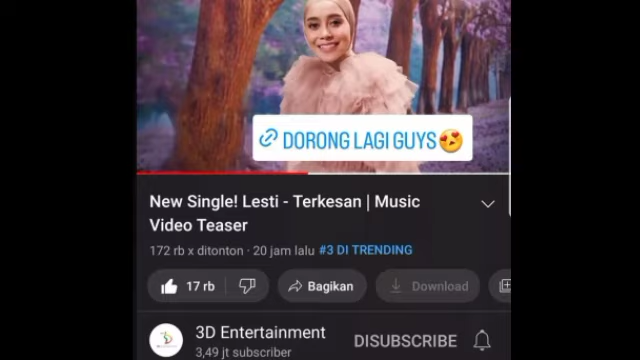 DORONG LAGI GUYS😍
New Single! Lesti - Terkesan | Music
Video Teaser
172 rb x ditonton · 20 jam lalu #3 DI TRENDING
17 rb
Bagikan
Download
3D Entertainment
DISUBSCRIBE
3,49 jt subscriber